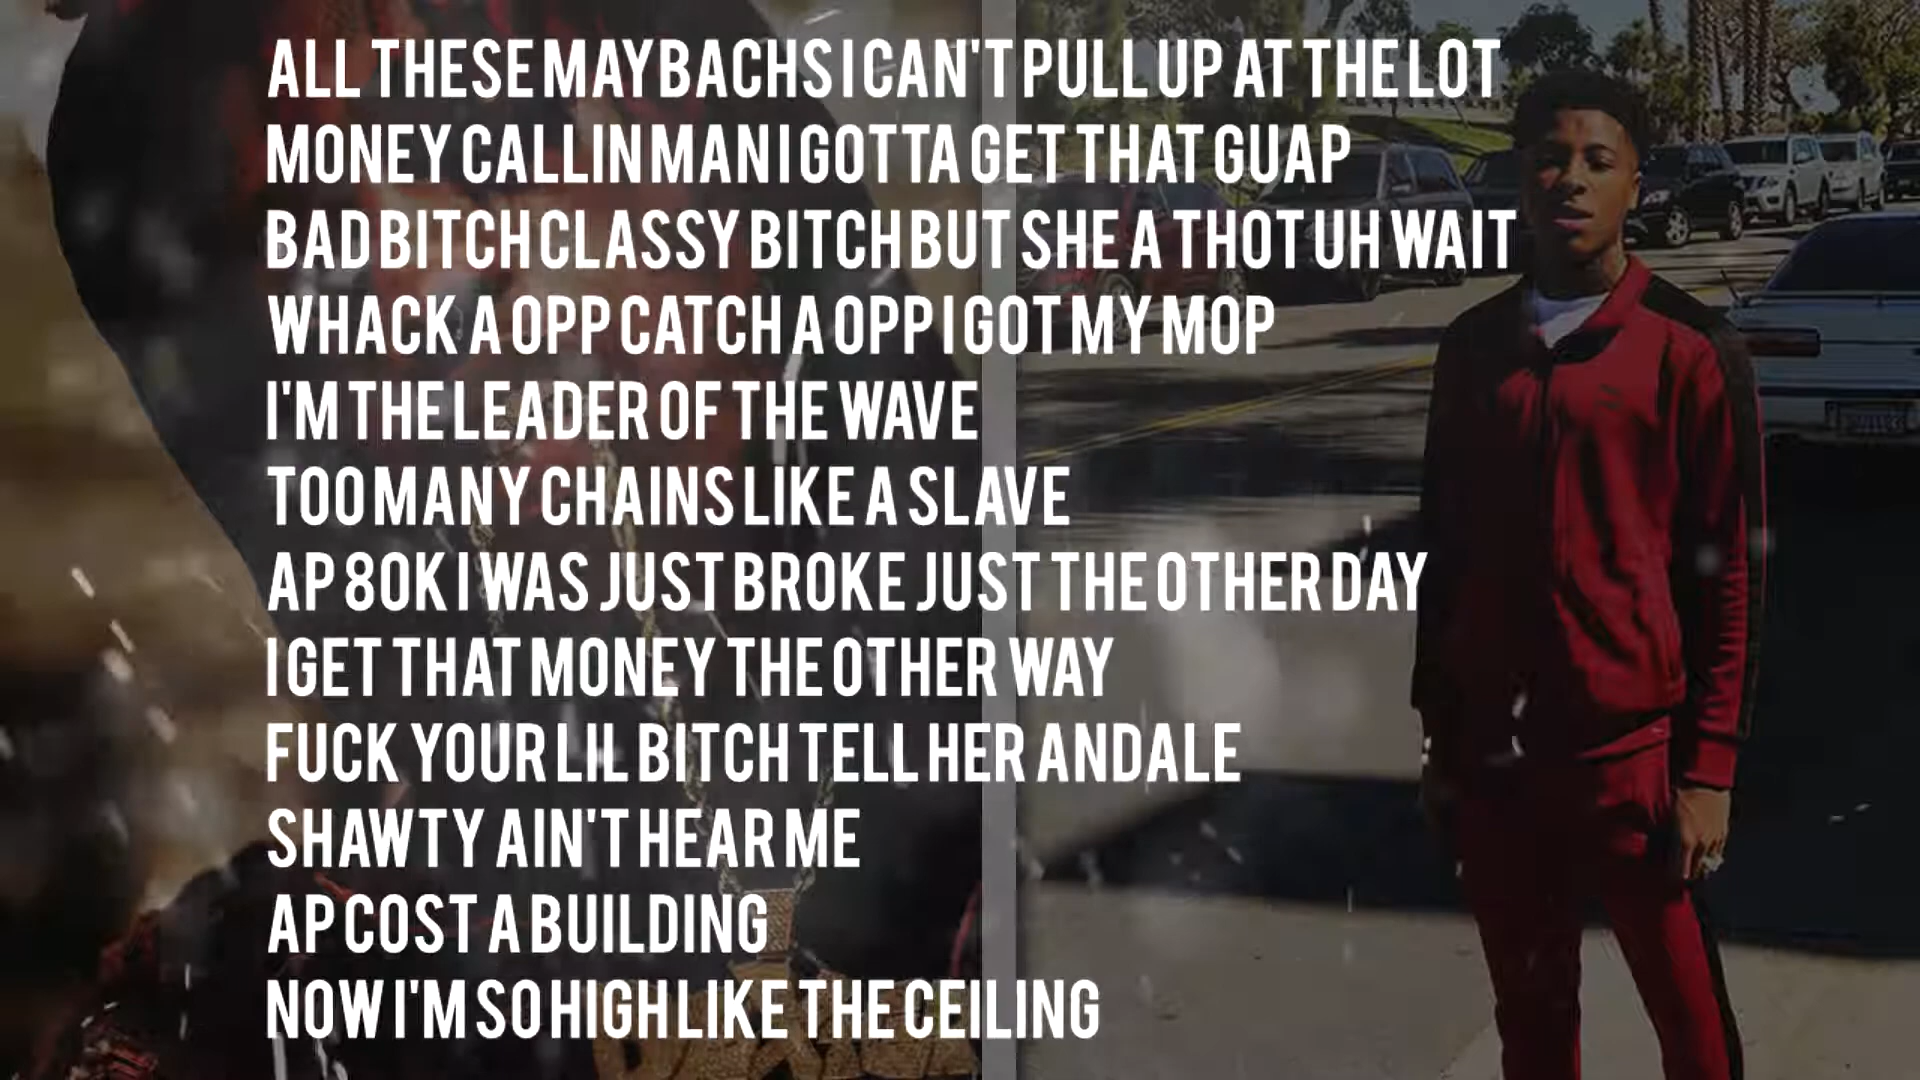 ALL THESE MAYBACHS I CAN'T PULL UP AT THE LOT
MONEY CALLIN MAN I GOTTA GET THAT GUAP
BAD BITCH CLASSY BITCH BUT SHE A THOT UH WAIT
WHACK A OPP CATCH A OPP I GOT MY MOP
I'M THE LEADER OF THE WAVE
TOO MANY CHAINS LIKE A SLAVE
AP 80K I WAS JUST BROKE JUST THE OTHER DAY
I GET THAT MONEY THE OTHER WAY
FUCK YOUR LIL BITCH TELL HER ANDALE
SHAWTY AIN'T HEAR ME
AP COST A BUILDING
NOW I'M SO HIGH LIKE THE CEILING